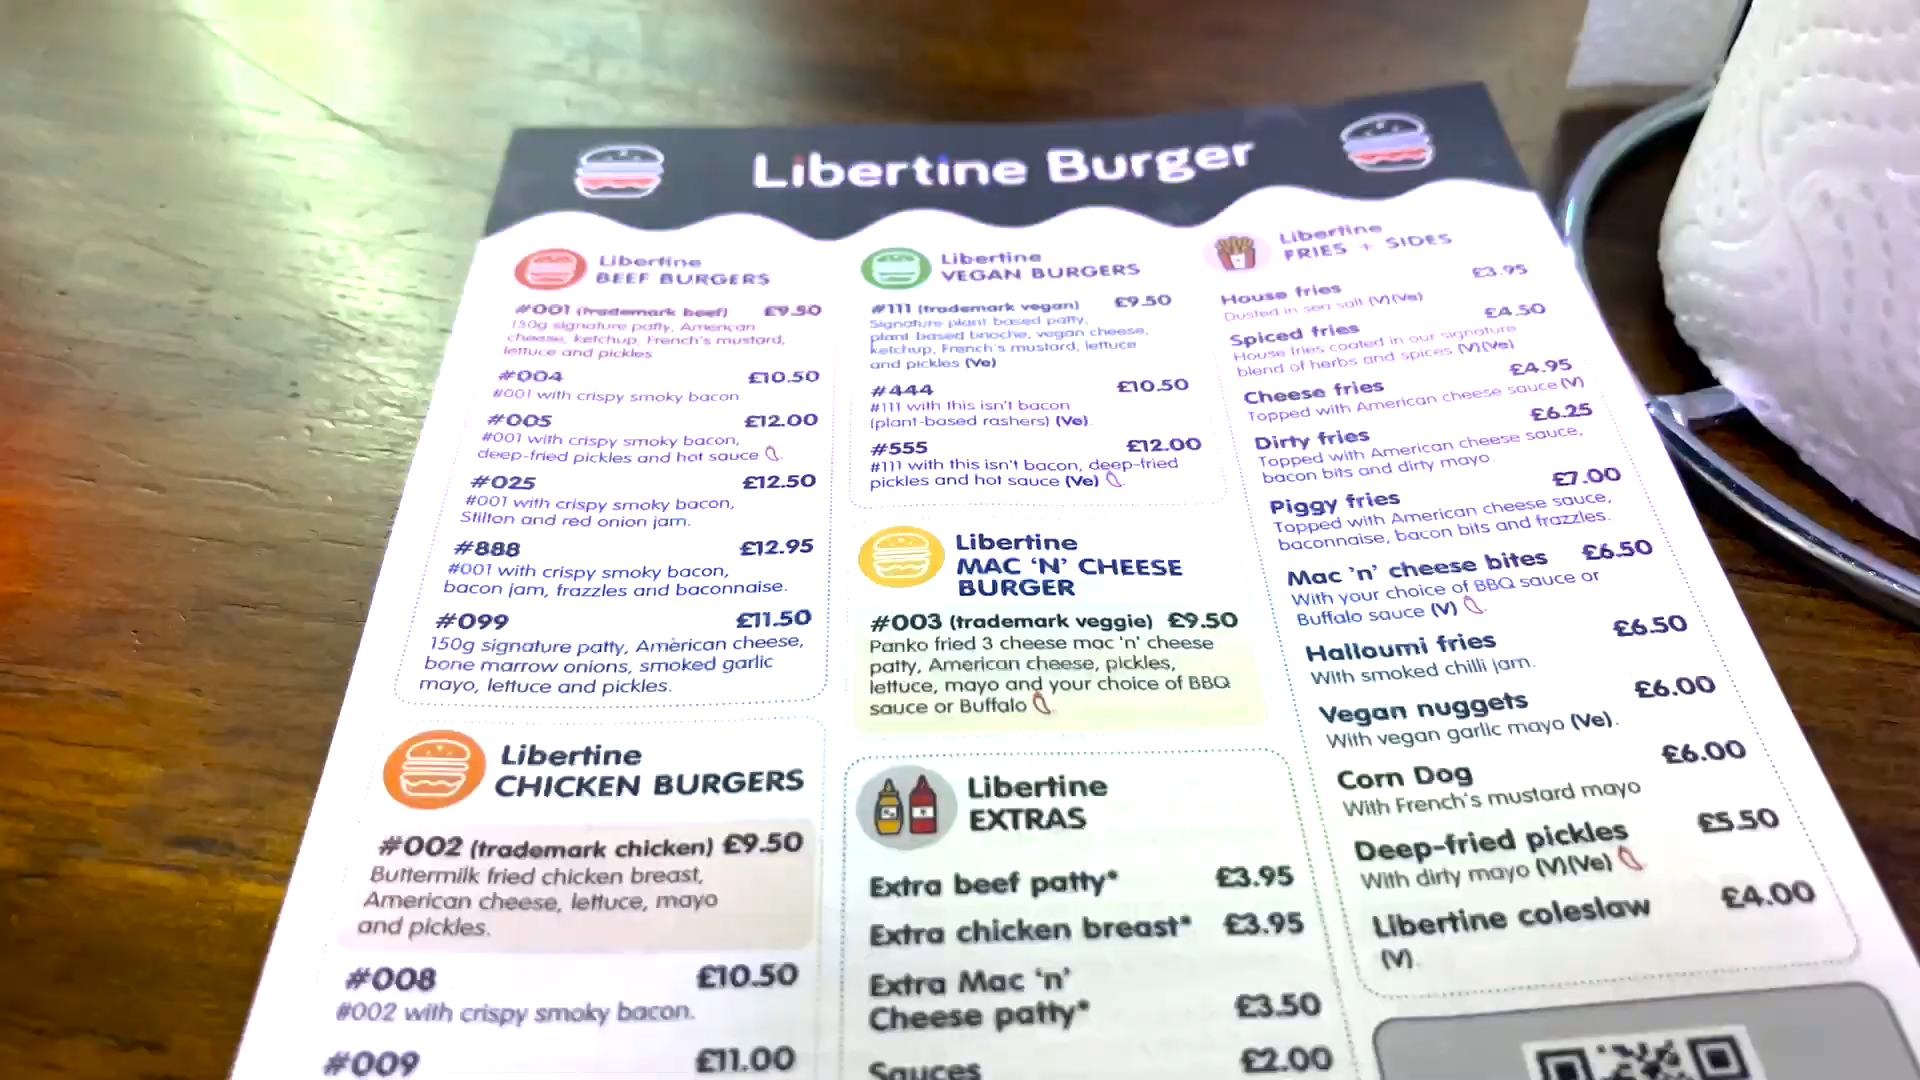 Libertine Burger
Libertine
BEEF BURGERS
#001 (trademark beef) £9.50
150g signature patty, American
cheese, ketchup, French's mustard,
lettuce and pickles
#004 £10.50
#001 with crispy smoky bacon
#005 £12.00
#001 with crispy smoky bacon,
deep-fried pickles and hot sauce
#025 £12.50
#001 with crispy smoky bacon,
Stilton and red onion jam.
#888 £12.95
#001 with crispy smoky bacon,
bacon jam, frazzles and baconnaise.
#099 £11.50
150g signature patty, American cheese,
bone marrow onions, smoked garlic
mayo, lettuce and pickles.
Libertine
CHICKEN BURGERS
#002 (trademark chicken) £9.50
Buttermilk fried chicken breast,
American cheese, lettuce, mayo
and pickles.
#008 £10.50
#002 with crispy smoky bacon.
#009 £11.00
Libertine
VEGAN BURGERS
#111 (trademark vegan) £9.50
Signature plant based patty,
plant based brioche, vegan cheese,
ketchup, French's mustard, lettuce
and pickles (Ve)
#444 £10.50
#111 with this isn't bacon
(plant-based rashers) (Ve)
#555 £12.00
#111 with this isn't bacon, deep-fried
pickles and hot sauce (Ve)
Libertine
MAC 'N' CHEESE
BURGER
#003 (trademark veggie) £9.50
Panko fried 3 cheese mac 'n' cheese
patty, American cheese, pickles,
lettuce, mayo and your choice of BBQ
sauce or Buffalo
Libertine
EXTRAS
Extra beef patty* £3.95
Extra chicken breast* £3.95
Extra Mac 'n'
Cheese patty* £3.50
Sauces £2.00
Libertine
FRIES + SIDES
House fries £3.95
Dusted in sea salt (V)(Ve)
Spiced fries £4.50
House fries coated in our signature
blend of herbs and spices (V)(Ve)
Cheese fries £4.95
Topped with American cheese sauce (V)
Dirty fries £6.25
Topped with American cheese sauce,
bacon bits and dirty mayo.
Piggy fries £7.00
Topped with American cheese sauce,
baconnaise, bacon bits and frazzles.
Mac 'n' cheese bites £6.50
With your choice of BBQ sauce or
Buffalo sauce (V)
Halloumi fries £6.50
With smoked chilli jam.
Vegan nuggets £6.00
With vegan garlic mayo (Ve).
Corn Dog £6.00
With French's mustard mayo
Deep-fried pickles £5.50
With dirty mayo (V)(Ve)
Libertine coleslaw £4.00
(V)